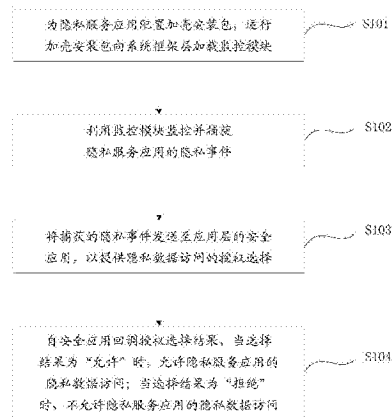 为隐私服务应用配置加壳安装包，运行
加壳安装包向系统框架层加载监控模块
S101
利用监控模块监控并捕捉
隐私服务应用的隐私事件
S102
将捕获的隐私事件发送至应用层的安全
应用，以提供隐私数据访问的授权选择
S103
自安全应用回调授权选择结果、当选择
结果为“允许”时，允许隐私服务应用的
隐私数据访问；当选择结果为“拒绝”
时、不允许隐私服务应用的隐私数据访问
S104